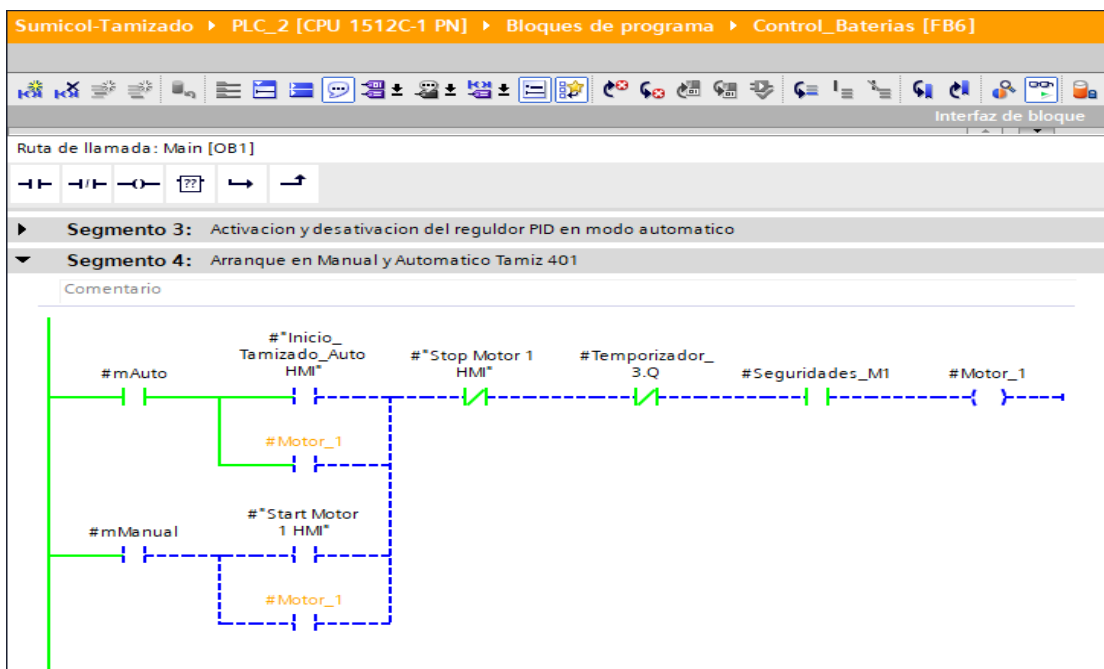 Sumicol-Tamizado ▸ PLC_2 [CPU 1512C-1 PN] ▸ Bloques de programa ▸ Control_Baterias [FB6]
Interfaz de bloque
Ruta de llamada: Main [OB1]
??
Segmento 3: Activacion y desativacion del reguldor PID en modo automatico
Segmento 4: Arranque en Manual y Automatico Tamiz 401
Comentario
#mAuto
#"Inicio_
Tamizado_Auto
HMI"
#"Stop Motor 1
HMI"
#Temporizador_
3.Q
#Seguridades_M1
#Motor_1
#Motor_1
#mManual
#"Start Motor
1 HMI"
#Motor_1